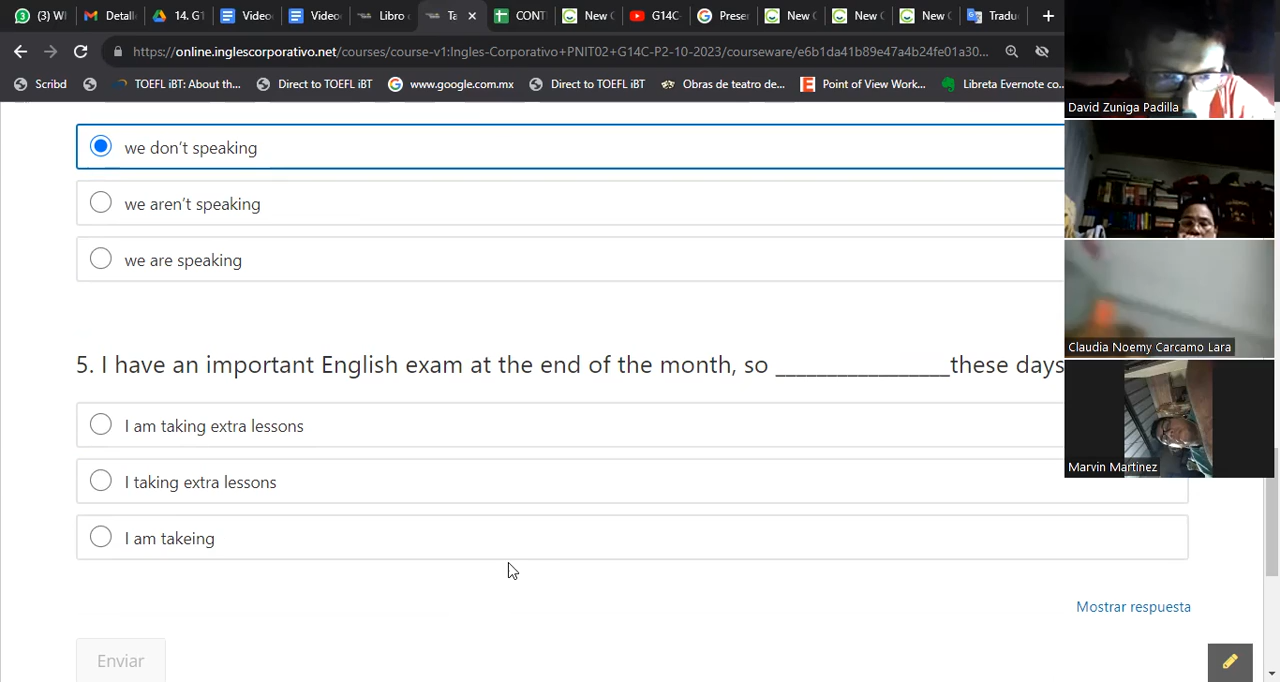 (3) W
Detall
14. G1
Video
Video
Libro
Ta
CONT
New
G14C
Prese
New
New
New
Tradu
https://online.inglescorporativo.net/courses/course-v1:Ingles-Corporativo+PNIT02+G14C-P2-10-2023/courseware/e6b1da41b89e47a4b24fe01a30...
Scribd
TOEFL iBT: About th...
Direct to TOEFL iBT
www.google.com.mx
Direct to TOEFL iBT
Obras de teatro de...
Point of View Work...
Libreta Evernote co...
David Zuniga Padilla
we don't speaking
we aren't speaking
we are speaking
Claudia Noemy Carcamo Lara
5. I have an important English exam at the end of the month, so _________________these days
I am taking extra lessons
Marvin Martinez
I taking extra lessons
I am takeing
Mostrar respuesta
Enviar